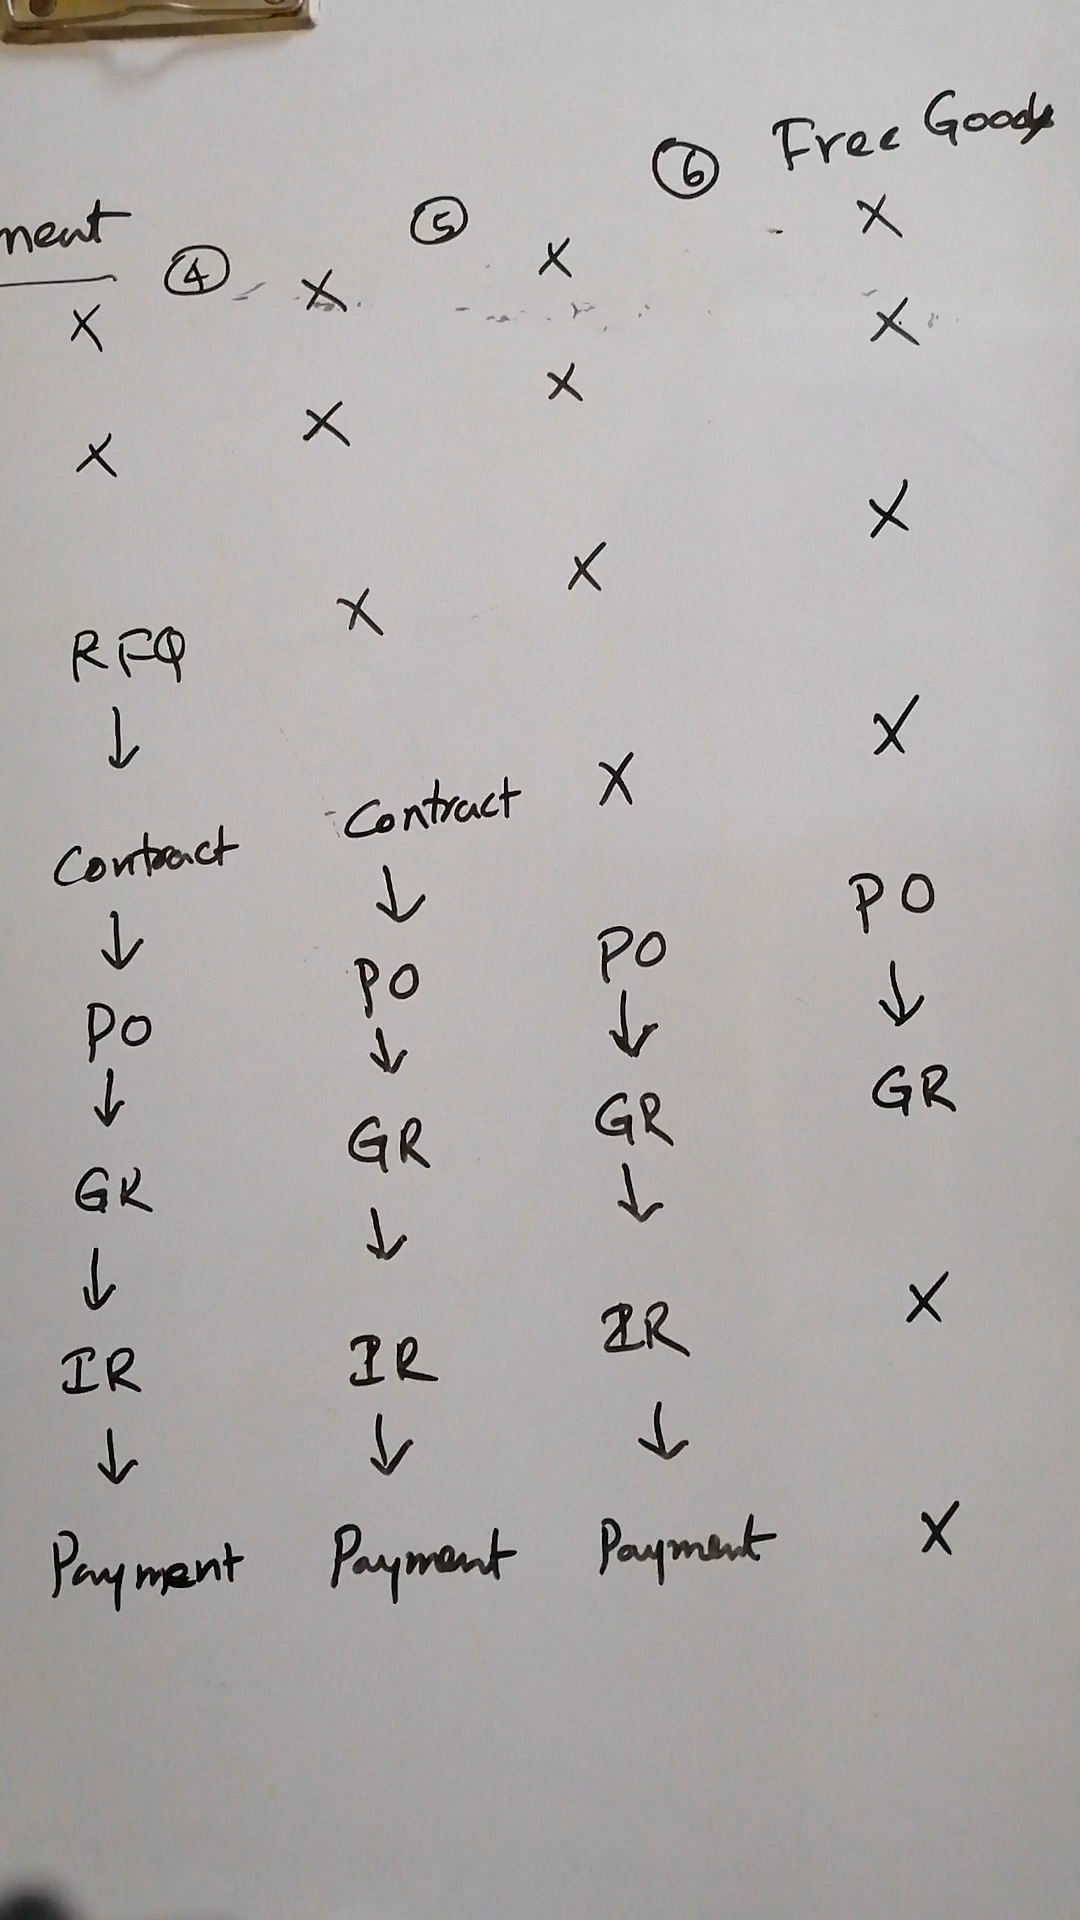 ment
X
X
RFQ
↓
Contract
↓
PO
↓
GR
↓
IR
↓
Payment
④
X
X
X
Contract
↓
PO
↓
GR
↓
IR
↓
Payment
⑤
X
X
X
X
PO
↓
GR
↓
IR
↓
Payment
⑥ Free Goods
X
X
X
X
PO
↓
GR
X
X